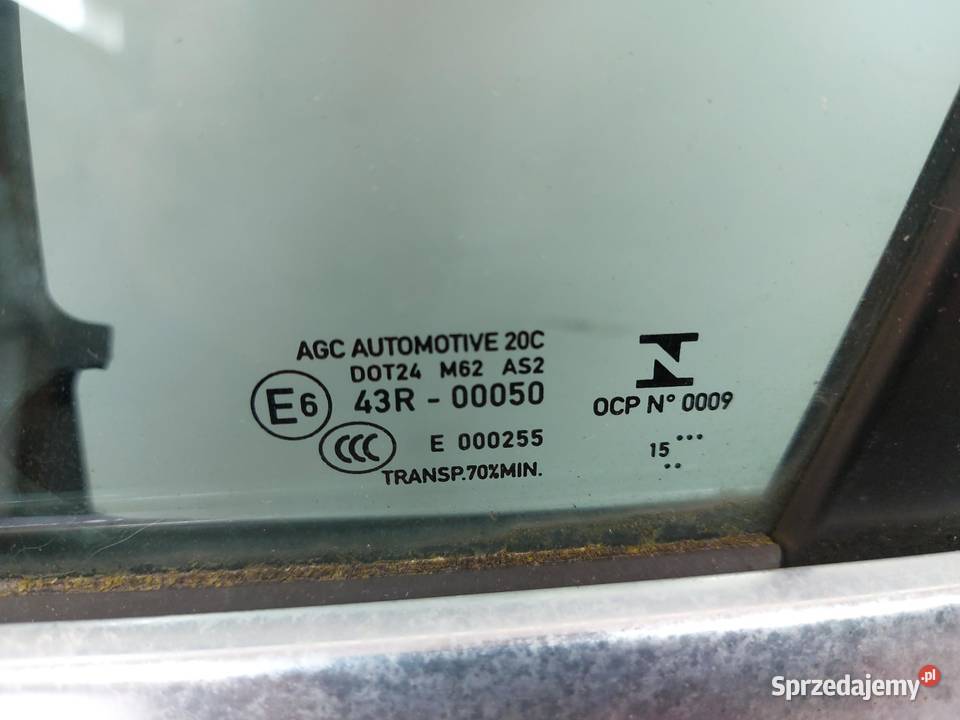 AGC AUTOMOTIVE 20C
DOT24 M62 AS2
E6 43R - 00050
CCC E 000255
TRANSP.70%MIN.
OCP N° 0009
15
Sprzedajemy.pl